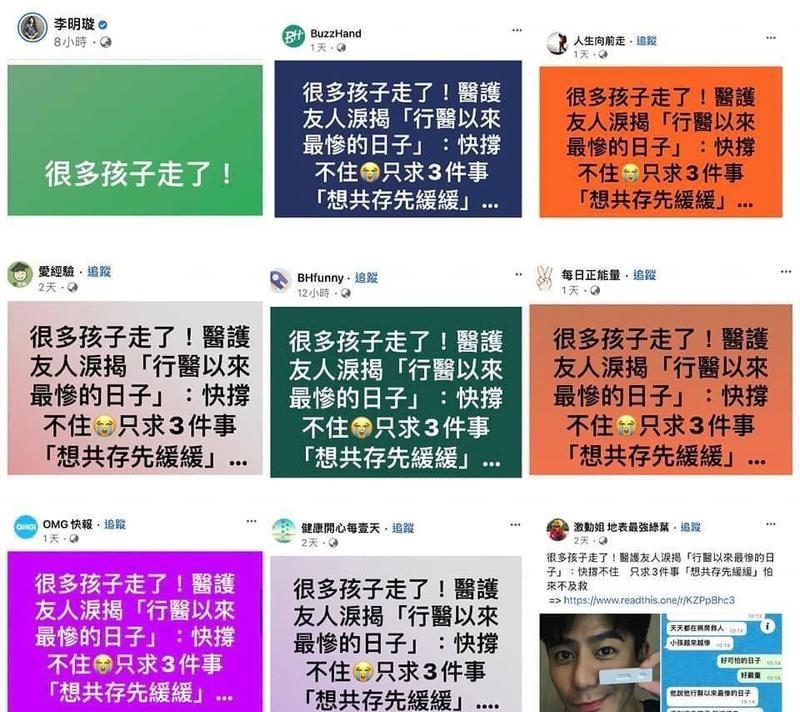 李明璇
8小時 ·
很多孩子走了！
BH
BuzzHand
1天 ·
很多孩子走了！醫護
友人淚揭「行醫以來
最慘的日子」：快撐
不住😭只求3件事
「想共存先緩緩」...
人生向前走 · 追蹤
1天 ·
很多孩子走了！醫護
友人淚揭「行醫以來
最慘的日子」：快撐
不住😭只求3件事
「想共存先緩緩」...
愛經驗 · 追蹤
2天 ·
很多孩子走了！醫護
友人淚揭「行醫以來
最慘的日子」：快撐
不住😭只求3件事
「想共存先緩緩」...
BHfunny · 追蹤
12小時 ·
很多孩子走了！醫護
友人淚揭「行醫以來
最慘的日子」：快撐
不住😭只求3件事
「想共存先緩緩」...
每日正能量 · 追蹤
1天 ·
很多孩子走了！醫護
友人淚揭「行醫以來
最慘的日子」：快撐
不住😭只求3件事
「想共存先緩緩」...
OMG!
OMG 快報 · 追蹤
1天 ·
很多孩子走了！醫護
友人淚揭「行醫以來
最慘的日子」：快撐
不住😭只求3件事
「想共存先緩緩」....
健康開心每壹天 · 追蹤
2天 ·
很多孩子走了！醫護
友人淚揭「行醫以來
最慘的日子」：快撐
不住😭只求3件事
「想共存先緩緩」....
激動姐 地表最強綠葉 · 追蹤
2天 ·
很多孩子走了！醫護友人淚揭「行醫以來最慘的日
子」：快撐不住 只求3件事「想共存先緩緩」怕
來不及救
=> https://www.readthis.one/r/KZPpBhc3
10:13
天天都在病房救人 10:14
小孩越來越慘 10:14
好可怕的日子 10:14
好嚴重 10:14
他說他行醫以來最慘的日子
10:14